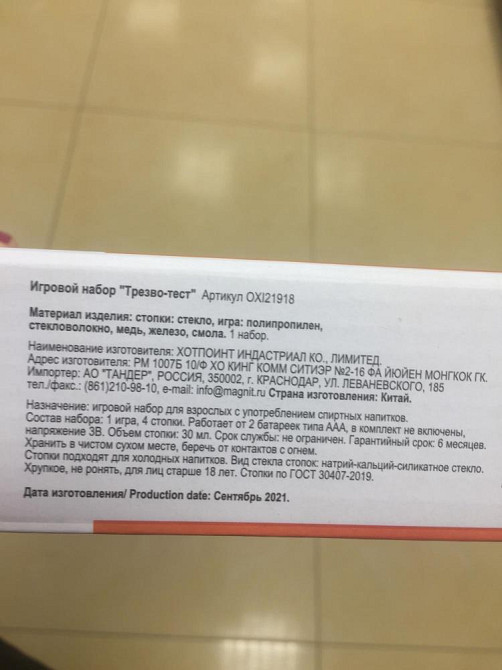 Игровой набор "Трезво-тест" Артикул OXI21918
Материал изделия: стопки: стекло, игра: полипропилен,
стекловолокно, медь, железо, смола. 1 набор.
Наименование изготовителя: ХОТПОИНТ ИНДАСТРИАЛ КО., ЛИМИТЕД.
Адрес изготовителя: РМ 1007Б 10/Ф ХО КИНГ КОММ СИТИЭР №2-16 ФА ЙЮЙЕН МОНГКОК ГК.
Импортер: АО "ТАНДЕР", РОССИЯ, 350002, г. КРАСНОДАР, УЛ. ЛЕВАНЕВСКОГО, 185
тел./факс.: (861)210-98-10, e-mail: info@magnit.ru Страна изготовления: Китай.
Назначение: игровой набор для взрослых с употреблением спиртных напитков.
Состав набора: 1 игра, 4 стопки. Работает от 2 батареек типа ААА, в комплект не включены,
напряжение 3В. Объем стопки: 30 мл. Срок службы: не ограничен. Гарантийный срок: 6 месяцев.
Хранить в чистом сухом месте, беречь от контактов с огнем.
Стопки подходят для холодных напитков. Вид стекла стопок: натрий-кальций-силикатное стекло.
Хрупкое, не ронять, для лиц старше 18 лет. Стопки по ГОСТ 30407-2019.
Дата изготовления/ Production date: Сентябрь 2021.